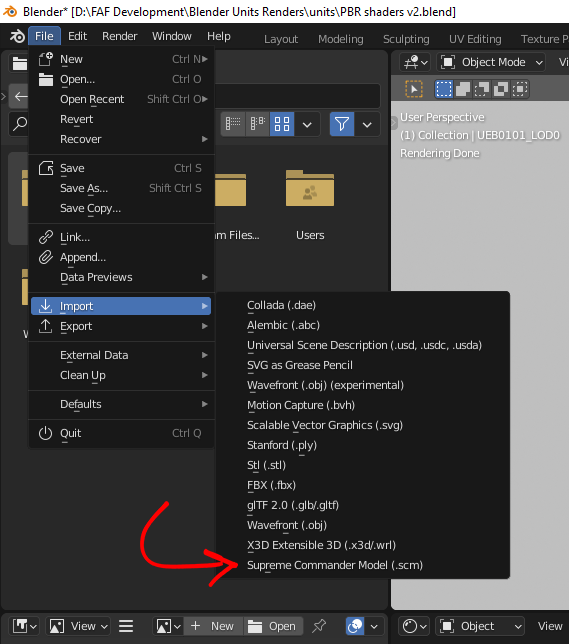 Blender* [D:\FAF Development\Blender Units Renders\units\PBR shaders v2.blend]
File Edit Render Window Help Layout Modeling Sculpting UV Editing Texture P
New Ctrl N
Open... Ctrl O
Open Recent Shift Ctrl O
Revert
Recover
Save Ctrl S
Save As... Shift Ctrl S
Save Copy...
Link...
Append...
Data Previews
Import
Export
External Data
Clean Up
Defaults
Quit Ctrl Q
am Files...
Users
W
Collada (.dae)
Alembic (.abc)
Universal Scene Description (.usd, .usdc, .usda)
SVG as Grease Pencil
Wavefront (.obj) (experimental)
Motion Capture (.bvh)
Scalable Vector Graphics (.svg)
Stanford (.ply)
Stl (.stl)
FBX (.fbx)
glTF 2.0 (.glb/.gltf)
Wavefront (.obj)
X3D Extensible 3D (.x3d/.wrl)
Supreme Commander Model (.scm)
Object Mode Vi
User Perspective
(1) Collection | UEB0101_LOD0
Rendering Done
View New Open
Object View